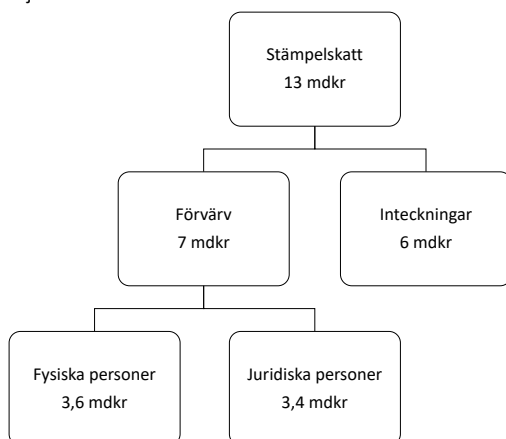 Stämpelskatt
13 mdkr
Förvärv
7 mdkr
Inteckningar
6 mdkr
Fysiska personer
3,6 mdkr
Juridiska personer
3,4 mdkr